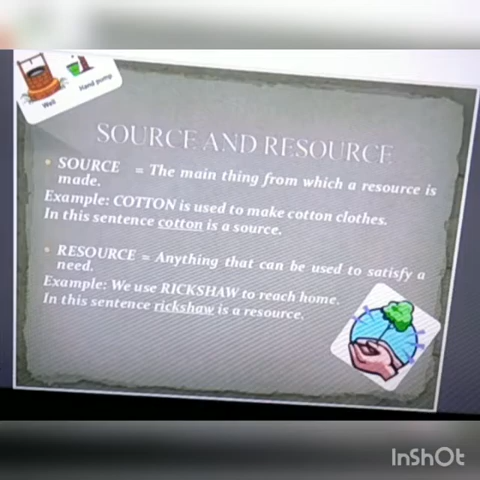 Well
Hand pump
SOURCE AND RESOURCE
• SOURCE = The main thing from which a resource is
made.
Example: COTTON is used to make cotton clothes.
In this sentence cotton is a source.
• RESOURCE = Anything that can be used to satisfy a
need.
Example: We use RICKSHAW to reach home.
In this sentence rickshaw is a resource.
InShOt